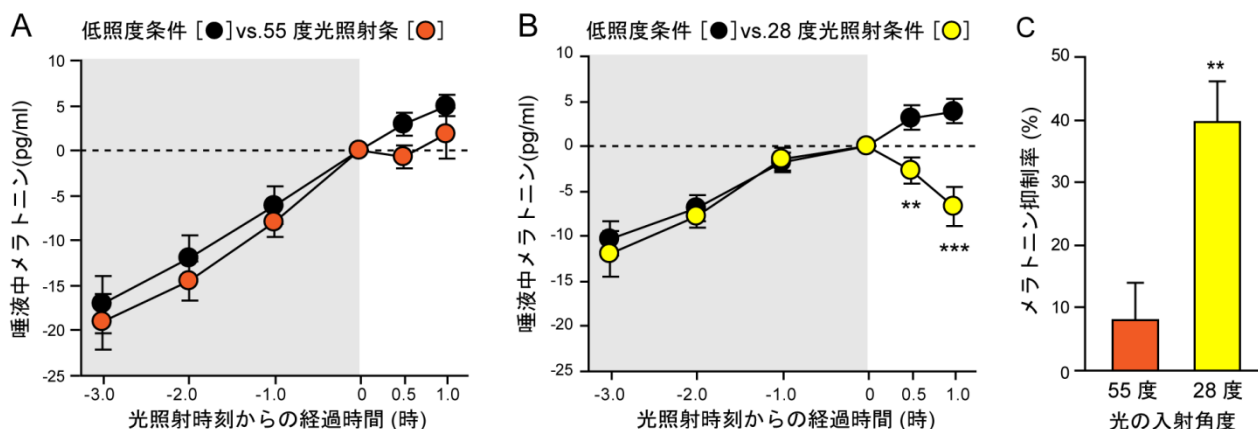 A
低照度条件 [●]vs.55 度光照射条 [●]
唾液中メラトニン(pg/ml)
10
5
0
-5
-10
-15
-20
-25
-3.0 -2.0 -1.0 0 0.5 1.0
光照射時刻からの経過時間 (時)
B
低照度条件 [●]vs.28 度光照射条件 [●]
唾液中メラトニン(pg/ml)
10
5
0
-5
-10
-15
-20
-25
**
***
-3.0 -2.0 -1.0 0 0.5 1.0
光照射時刻からの経過時間 (時)
C
メラトニン抑制率 (%)
50
40
30
20
10
0
**
55 度 28 度
光の入射角度